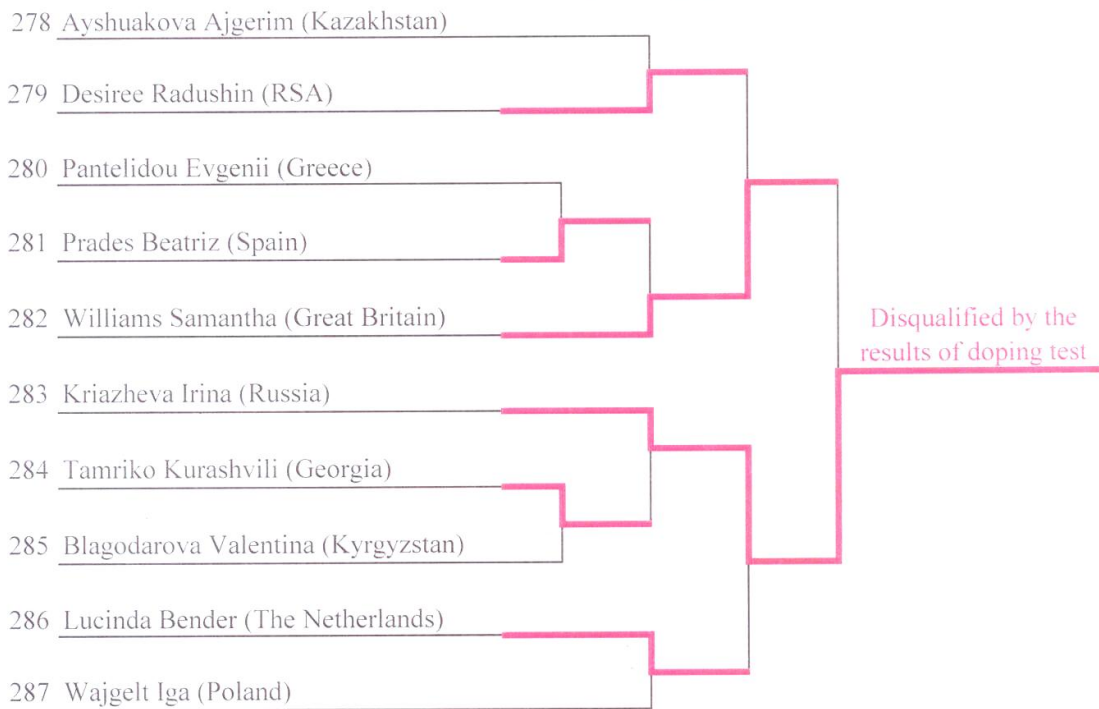 278 Ayshuakova Ajgerim (Kazakhstan)
279 Desiree Radushin (RSA)
280 Pantelidou Evgenii (Greece)
281 Prades Beatriz (Spain)
282 Williams Samantha (Great Britain)
Disqualified by the
results of doping test
283 Kriazheva Irina (Russia)
284 Tamriko Kurashvili (Georgia)
285 Blagodarova Valentina (Kyrgyzstan)
286 Lucinda Bender (The Netherlands)
287 Wajgelt Iga (Poland)